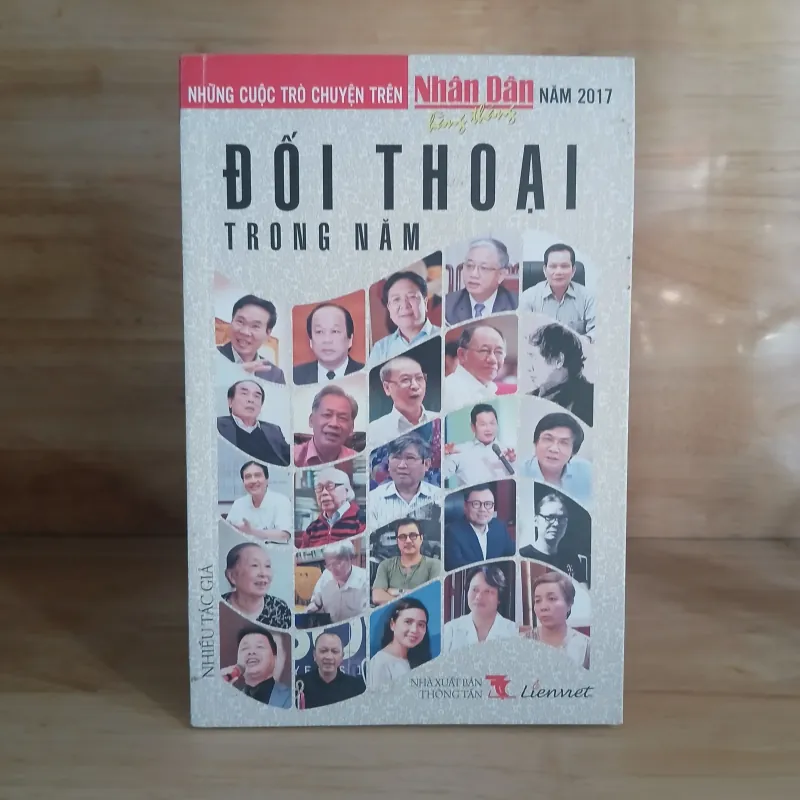 NHỮNG CUỘC TRÒ CHUYỆN TRÊN Nhân Dân NĂM 2017
hằng tháng
ĐỐI THOẠI
TRONG NĂM
NHIỀU TÁC GIẢ
NHÀ XUẤT BẢN
THÔNG TẤN
Lienviet